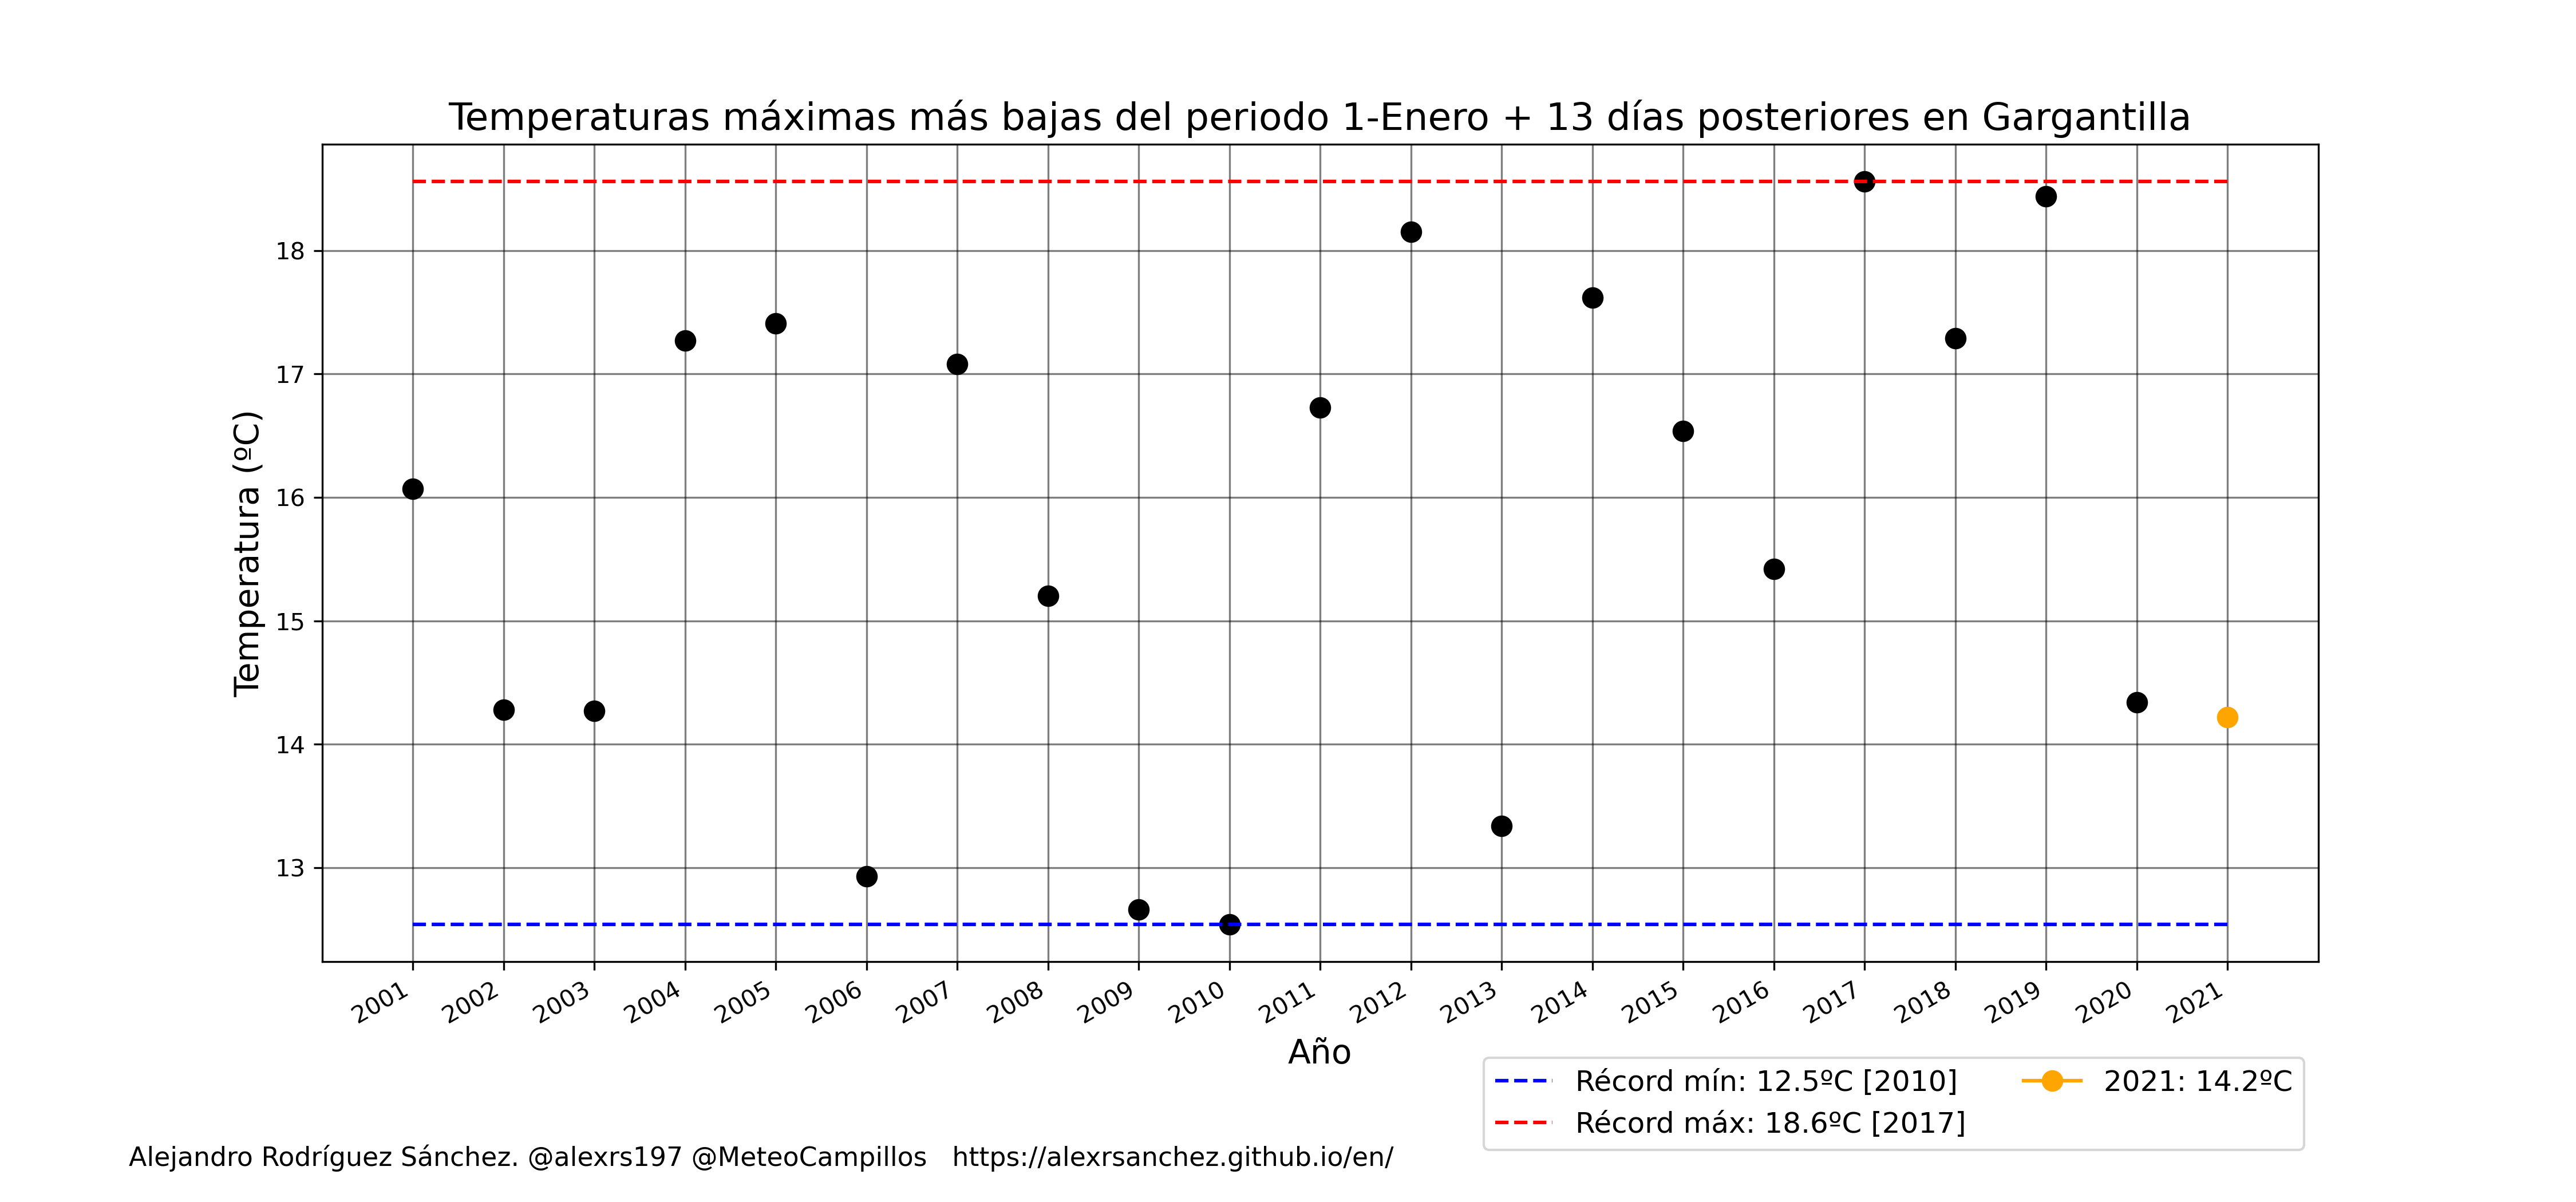 Temperaturas máximas más bajas del periodo 1-Enero + 13 días posteriores en Gargantilla
Temperatura (ºC)
18
17
16
15
14
13
2001 2002 2003 2004 2005 2006 2007 2008 2009 2010 2011 2012 2013 2014 2015 2016 2017 2018 2019 2020 2021
Año
Récord mín: 12.5ºC [2010]
Récord máx: 18.6ºC [2017]
2021: 14.2ºC
Alejandro Rodríguez Sánchez. @alexrs197 @MeteoCampillos https://alexrsanchez.github.io/en/